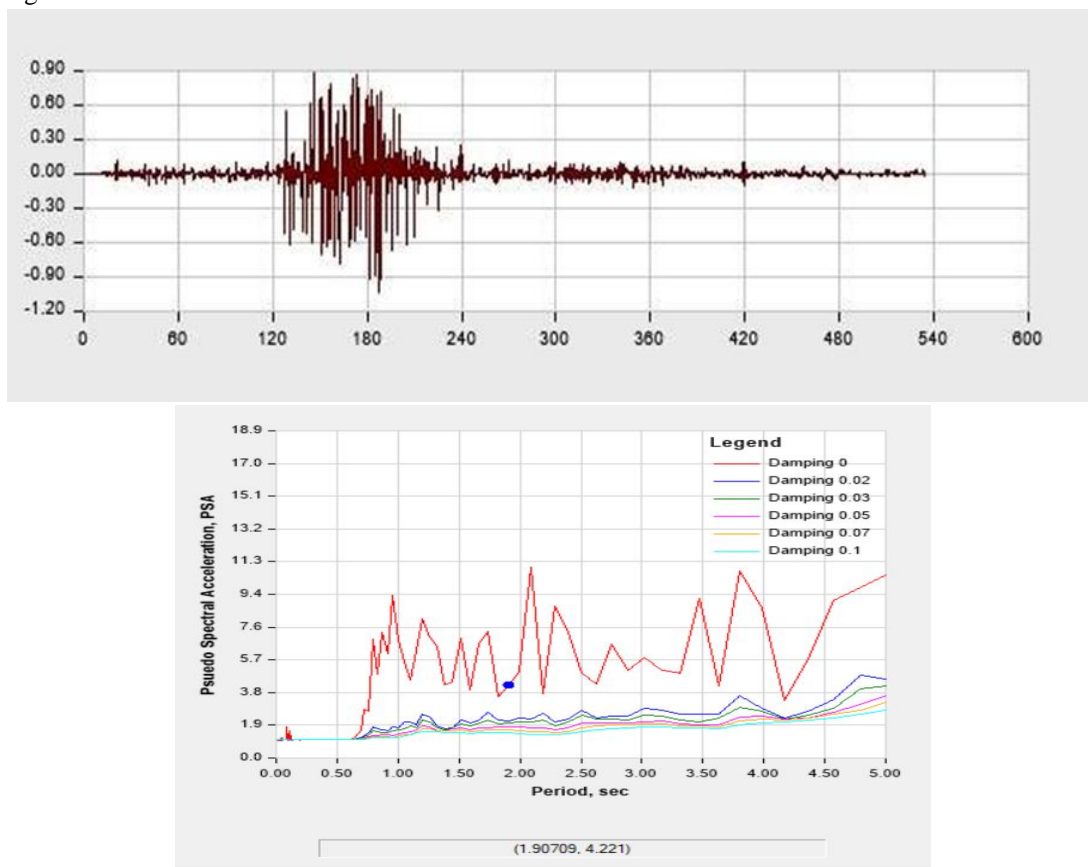 0.90
0.60
0.30
0.00
-0.30
-0.60
-0.90
-1.20
0 60 120 180 240 300 360 420 480 540 600
18.9
17.0
15.1
13.2
11.3
9.4
7.6
5.7
3.8
1.9
0.0
Psuedo Spectral Acceleration, PSA
Legend
Damping 0
Damping 0.02
Damping 0.03
Damping 0.05
Damping 0.07
Damping 0.1
0.00 0.50 1.00 1.50 2.00 2.50 3.00 3.50 4.00 4.50 5.00
Period, sec
(1.90709, 4.221)